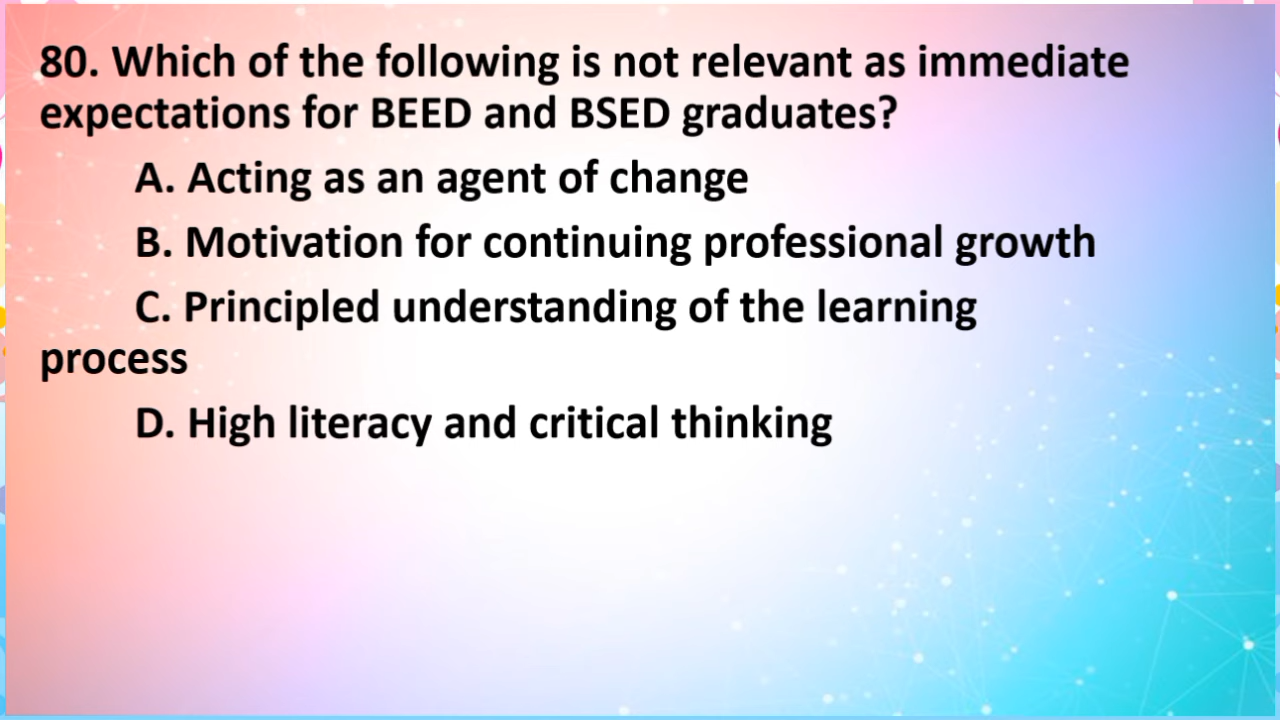 80. Which of the following is not relevant as immediate
expectations for BEED and BSED graduates?
A. Acting as an agent of change
B. Motivation for continuing professional growth
C. Principled understanding of the learning
process
D. High literacy and critical thinking